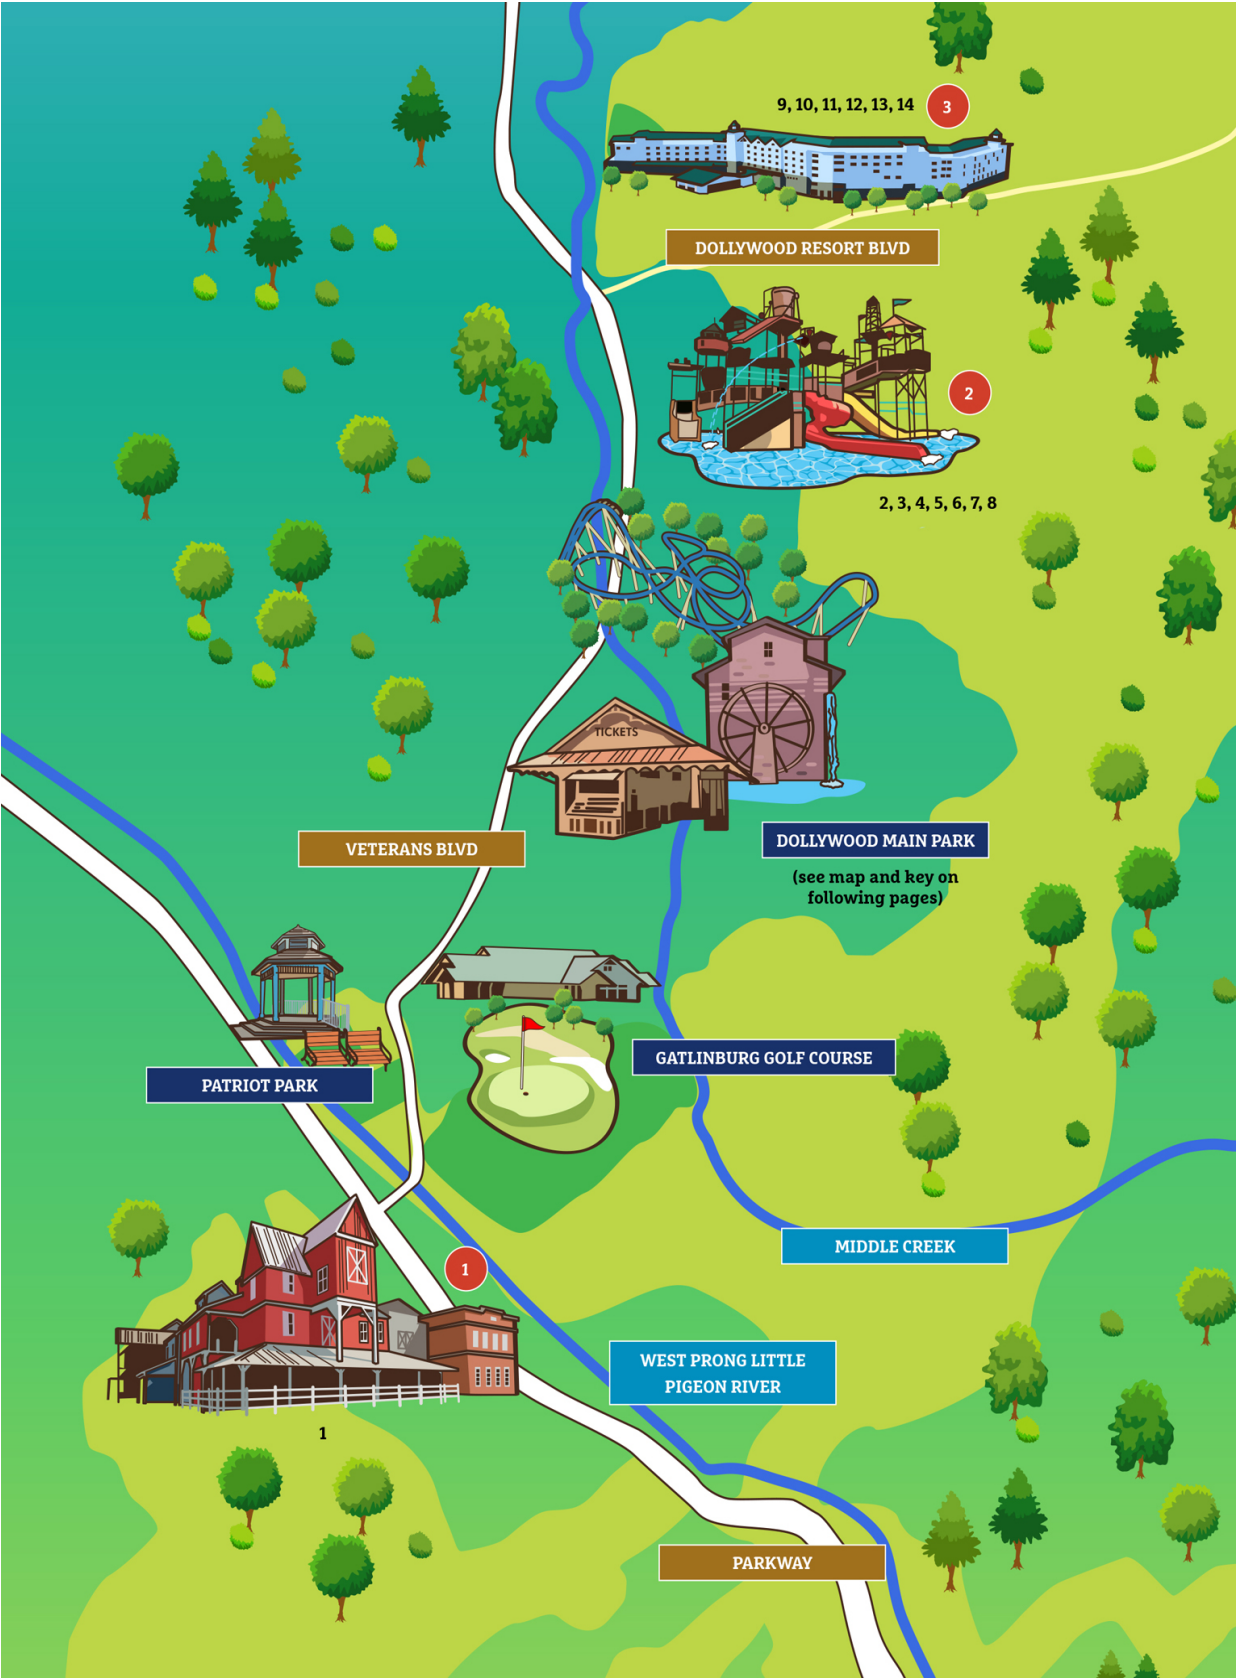 9, 10, 11, 12, 13, 14
3
DOLLYWOOD RESORT BLVD
2
2, 3, 4, 5, 6, 7, 8
TICKETS
DOLLYWOOD MAIN PARK
(see map and key on
following pages)
VETERANS BLVD
GATLINBURG GOLF COURSE
PATRIOT PARK
MIDDLE CREEK
1
WEST PRONG LITTLE
PIGEON RIVER
1
PARKWAY